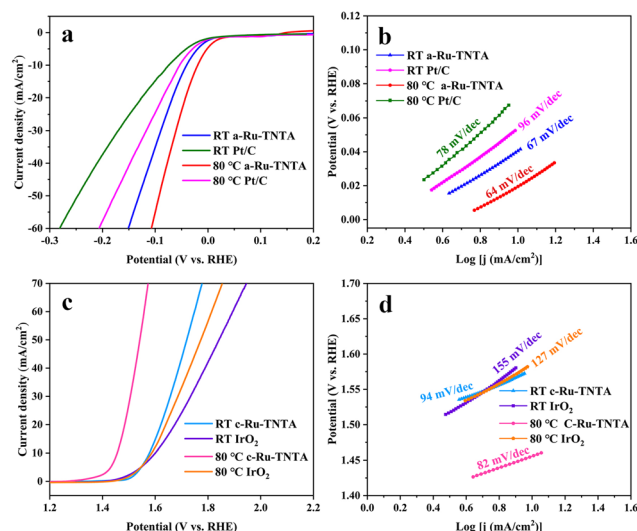 a
0
-10
-20
-30
-40
-50
-60
Current density (mA/cm²)
RT a-Ru-TNTA
RT Pt/C
80 °C a-Ru-TNTA
80 °C Pt/C
-0.3 -0.2 -0.1 0.0 0.1 0.2
Potential (V vs. RHE)
b
0.12
0.10
0.08
0.06
0.04
0.02
0.00
Potential (V vs. RHE)
RT a-Ru-TNTA
RT Pt/C
80 °C a-Ru-TNTA
80 °C Pt/C
78 mV/dec
96 mV/dec
67 mV/dec
64 mV/dec
0.2 0.4 0.6 0.8 1.0 1.2 1.4 1.6
Log [j (mA/cm²)]
c
70
60
50
40
30
20
10
0
Current density (mA/cm²)
RT c-Ru-TNTA
RT IrO₂
80 °C c-Ru-TNTA
80 °C IrO₂
1.2 1.4 1.6 1.8 2.0 2.2
Potential (V vs. RHE)
d
1.70
1.65
1.60
1.55
1.50
1.45
1.40
Potential (V vs. RHE)
155 mV/dec
127 mV/dec
94 mV/dec
RT c-Ru-TNTA
RT IrO₂
80 °C C-Ru-TNTA
80 °C IrO₂
82 mV/dec
0.0 0.2 0.4 0.6 0.8 1.0 1.2 1.4 1.6
Log [j (mA/cm²)]